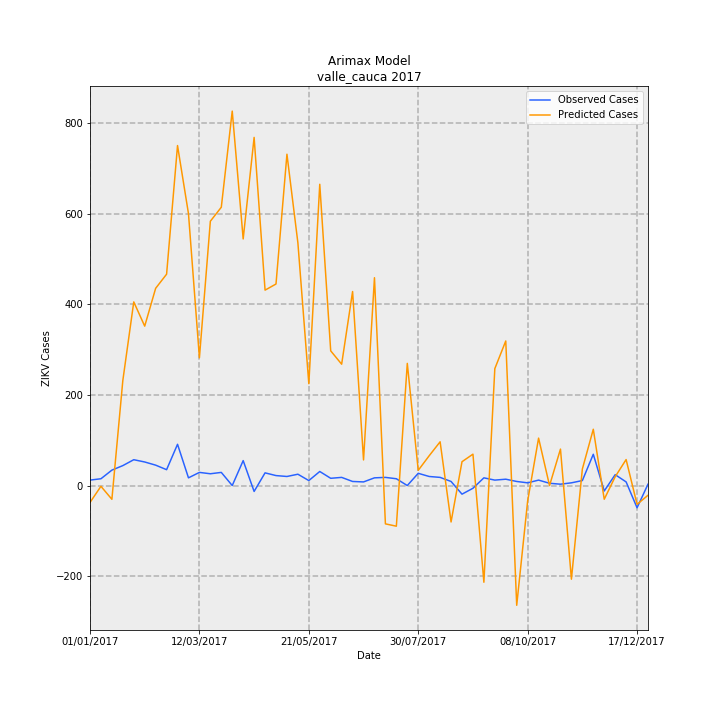 Arimax Model
valle_cauca 2017
Observed Cases
Predicted Cases
800
600
400
200
0
−200
ZIKV Cases
01/01/2017
12/03/2017
21/05/2017
30/07/2017
08/10/2017
17/12/2017
Date